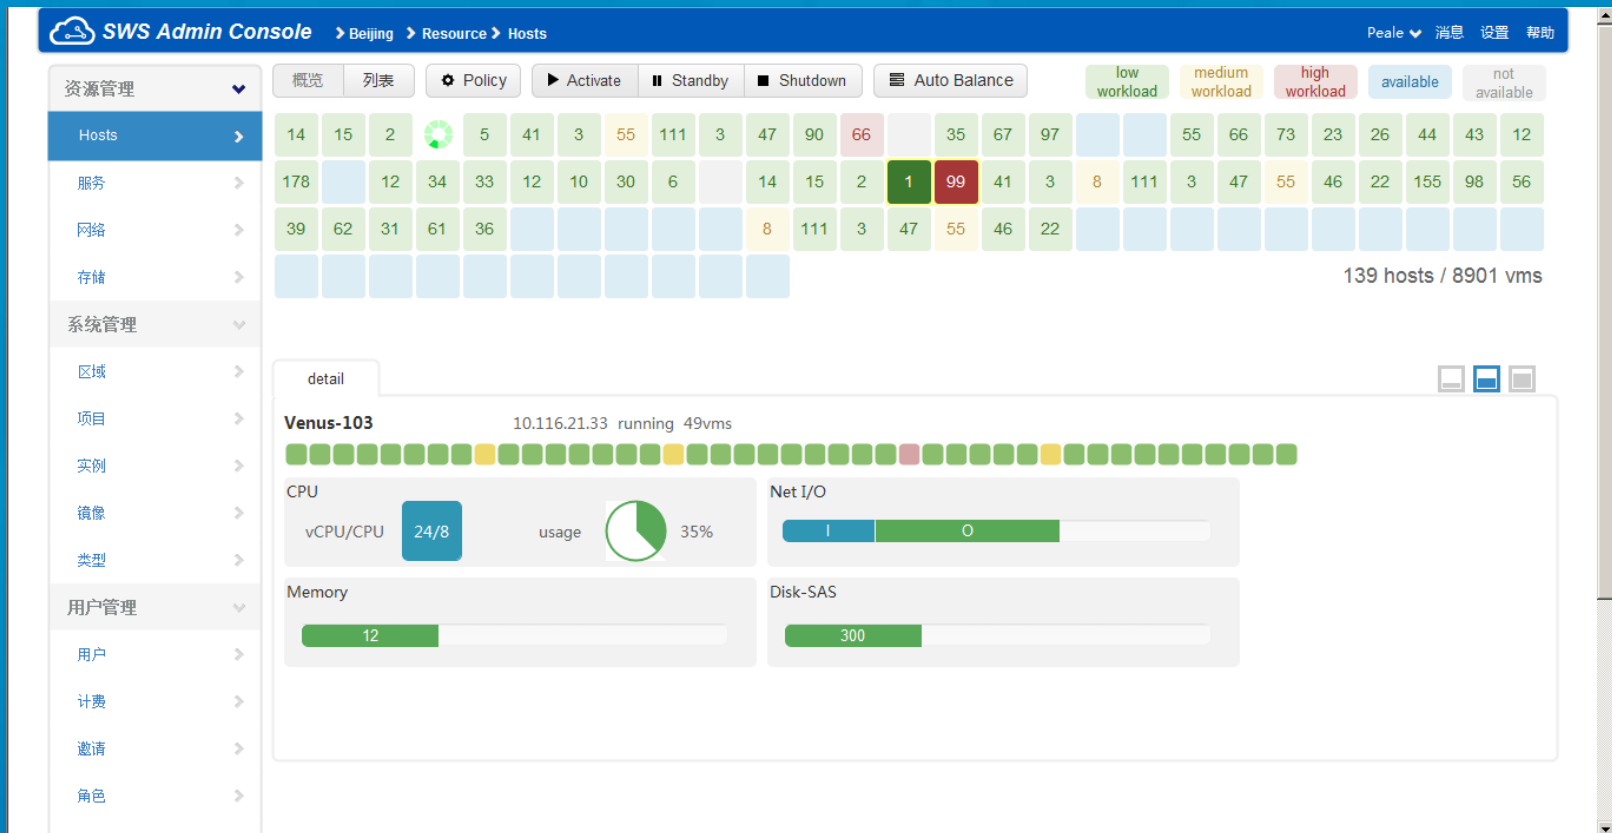 SWS Admin Console Beijing Resource Hosts
Peale 消息 设置 帮助
资源管理
Hosts
服务
网络
存储
系统管理
区域
项目
实例
镜像
类型
用户管理
用户
计费
邀请
角色
概览 列表 Policy Activate Standby Shutdown Auto Balance
low
workload
medium
workload
high
workload
available
not
available
14 15 2 5 41 3 55 111 3 47 90 66 35 67 97 55 66 73 23 26 44 43 12
178 12 34 33 12 10 30 6 14 15 2 1 99 41 3 8 111 3 47 55 46 22 155 98 56
39 62 31 61 36 8 111 3 47 55 46 22
139 hosts / 8901 vms
detail
Venus-103 10.116.21.33 running 49vms
CPU
vCPU/CPU 24/8 usage 35%
Net I/O
I O
Memory
12
Disk-SAS
300